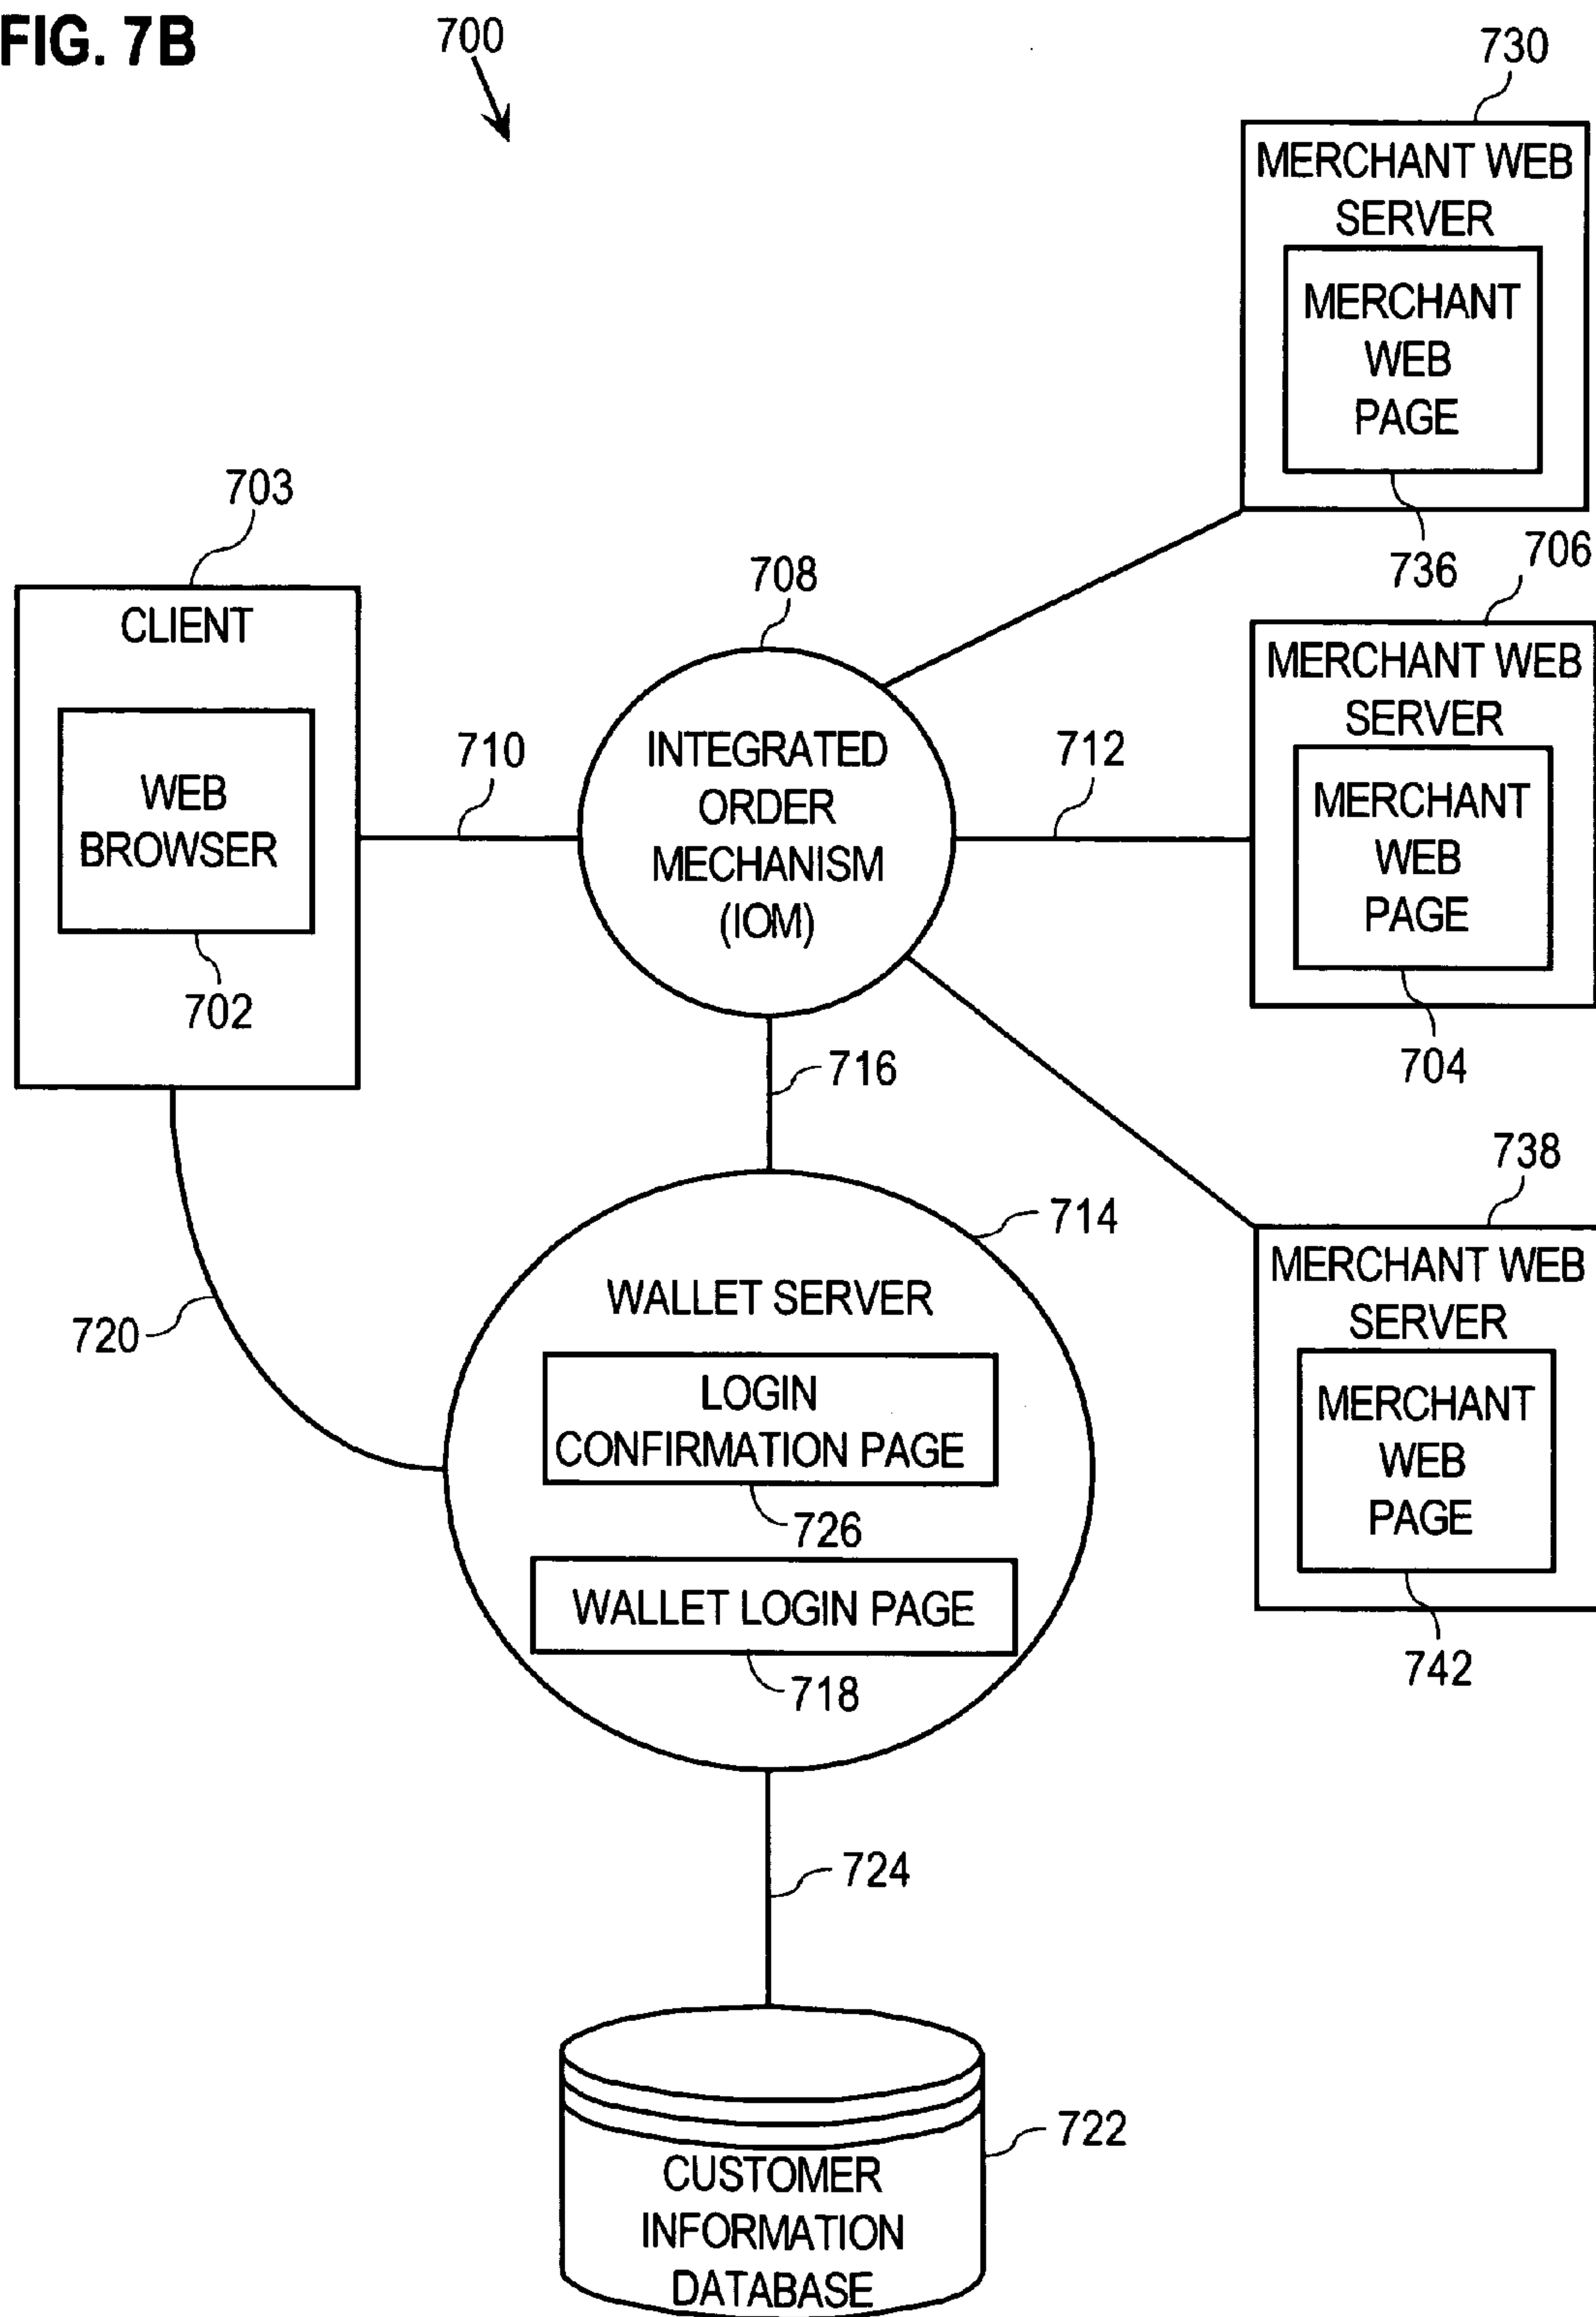 FIG. 7B
700
730
MERCHANT WEB
SERVER
MERCHANT
WEB
PAGE
736
703
CLIENT
WEB
BROWSER
702
710
708
INTEGRATED
ORDER
MECHANISM
(IOM)
712
706
MERCHANT WEB
SERVER
MERCHANT
WEB
PAGE
704
716
720
714
WALLET SERVER
LOGIN
CONFIRMATION PAGE
726
WALLET LOGIN PAGE
718
738
MERCHANT WEB
SERVER
MERCHANT
WEB
PAGE
742
724
722
CUSTOMER
INFORMATION
DATABASE